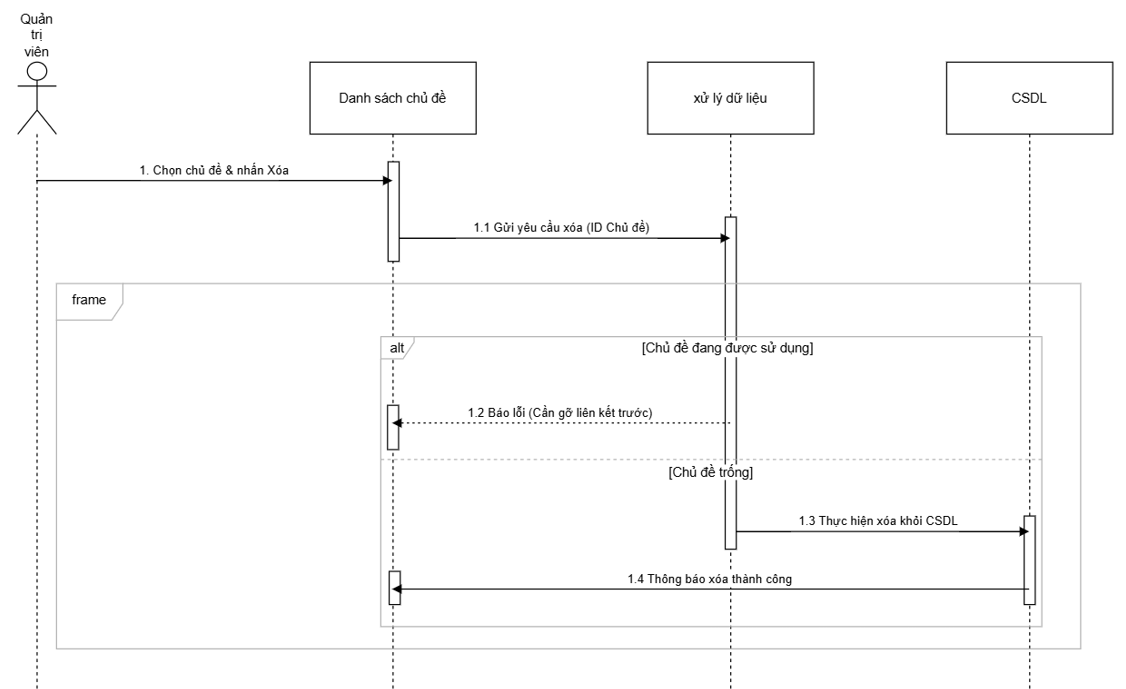 Quản
trị
viên
Danh sách chủ đề
xử lý dữ liệu
CSDL
1. Chọn chủ đề & nhấn Xóa
1.1 Gửi yêu cầu xóa (ID Chủ đề)
frame
alt
[Chủ đề đang được sử dụng]
1.2 Báo lỗi (Cần gỡ liên kết trước)
[Chủ đề trống]
1.3 Thực hiện xóa khỏi CSDL
1.4 Thông báo xóa thành công